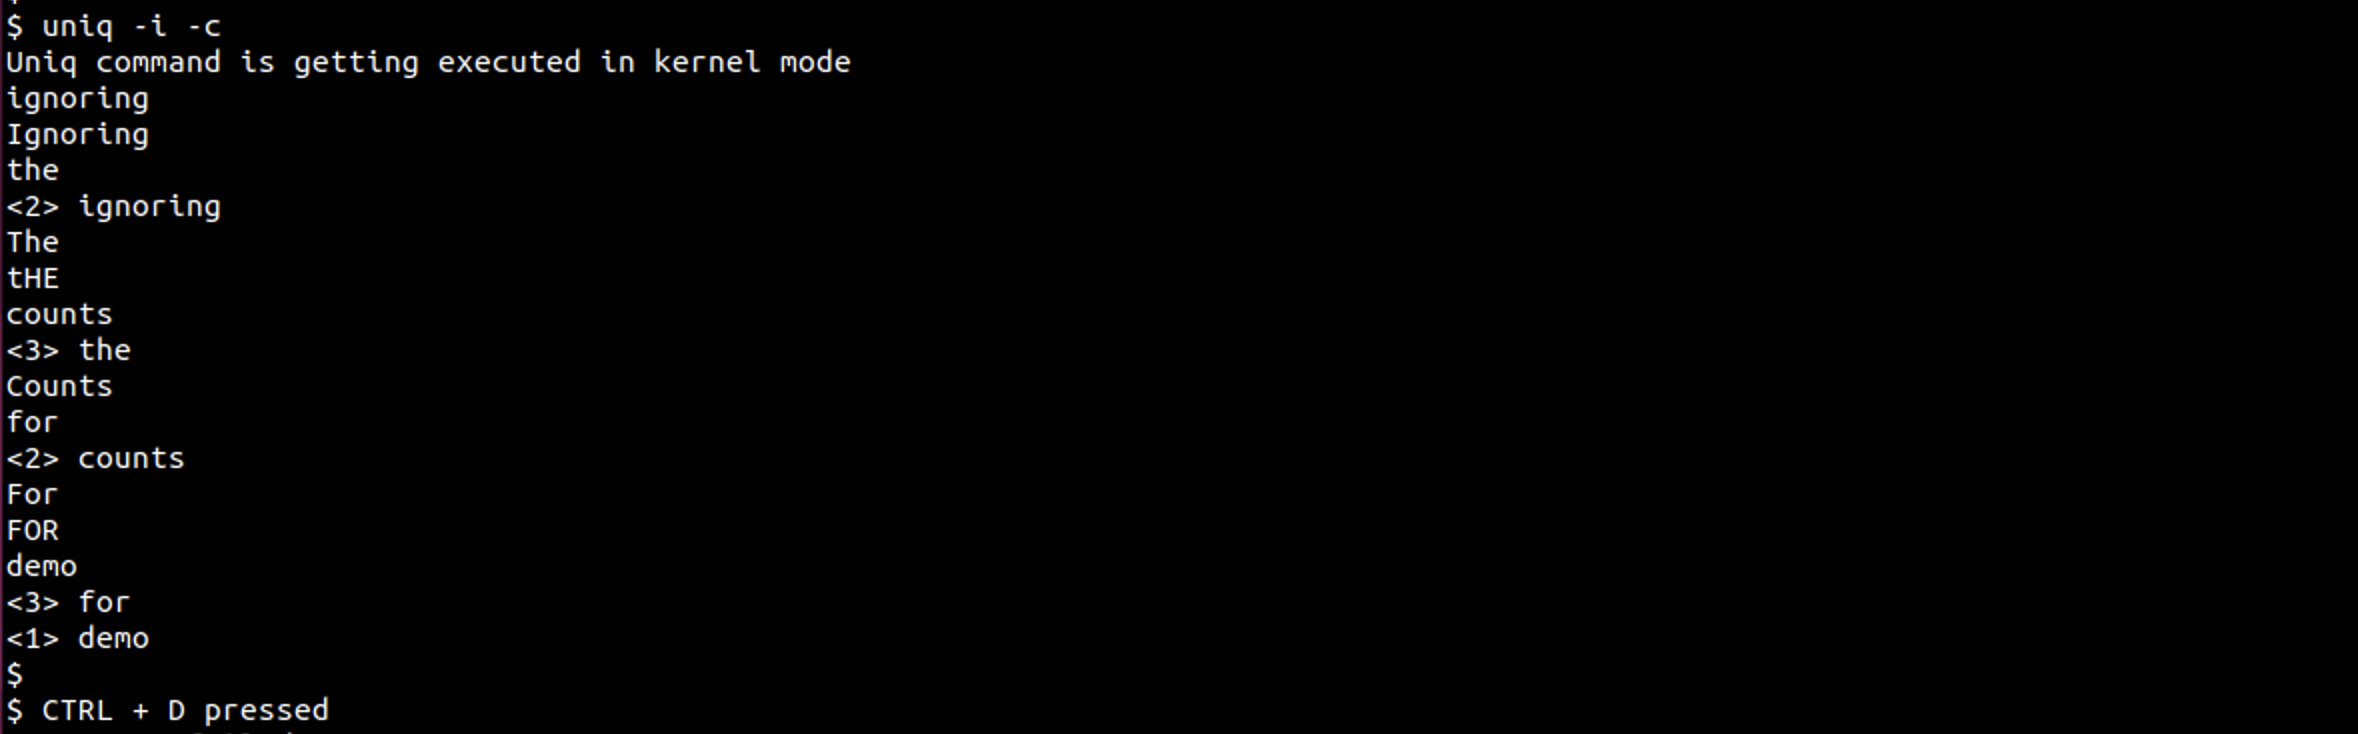 $ uniq -i -c
Uniq command is getting executed in kernel mode
ignoring
Ignoring
the
<2> ignoring
The
tHE
counts
<3> the
Counts
for
<2> counts
For
FOR
demo
<3> for
<1> demo
$
$ CTRL + D pressed